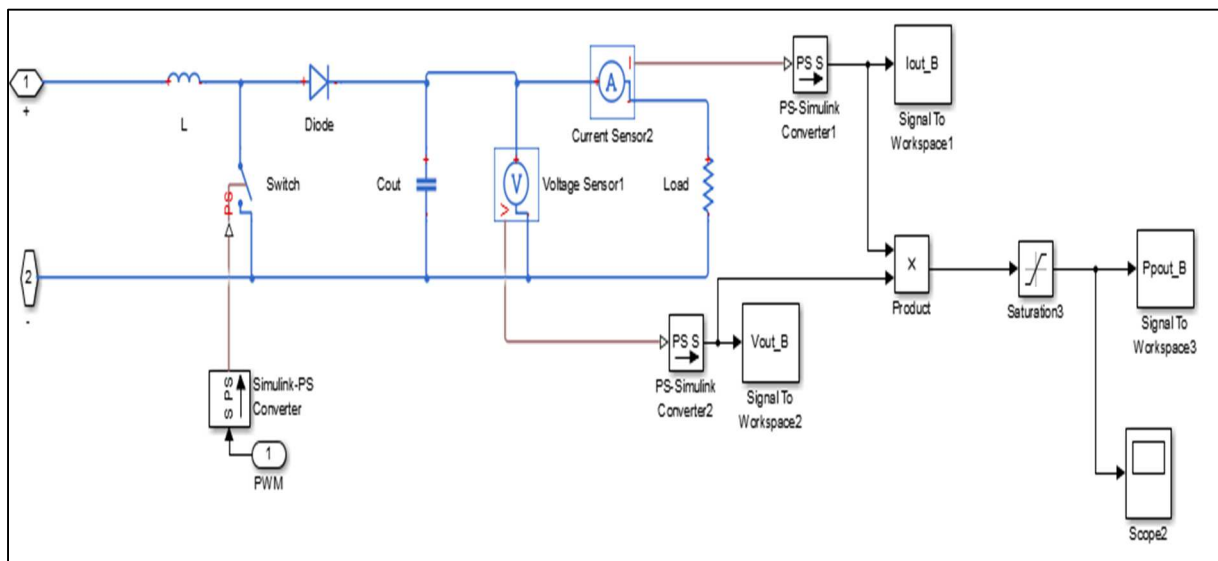 1
+
L
Diode
Switch
PS
Cout
V
V
Voltage Sensor1
A
I
Current Sensor2
Load
PS S
PS-Simulink
Converter1
Iout_B
Signal To
Workspace1
2
-
×
Product
Saturation3
Ppout_B
Signal To
Workspace3
PS S
PS-Simulink
Converter2
Vout_B
Signal To
Workspace2
S PS
Simulink-PS
Converter
1
PWM
Scope2